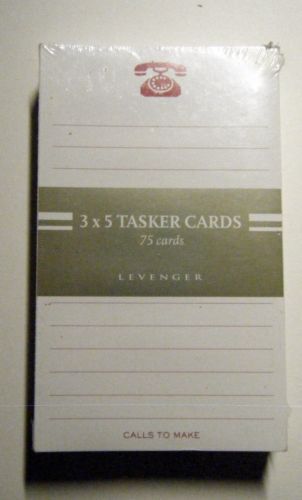 3 x 5 TASKER CARDS
75 cards
LEVENGER
CALLS TO MAKE